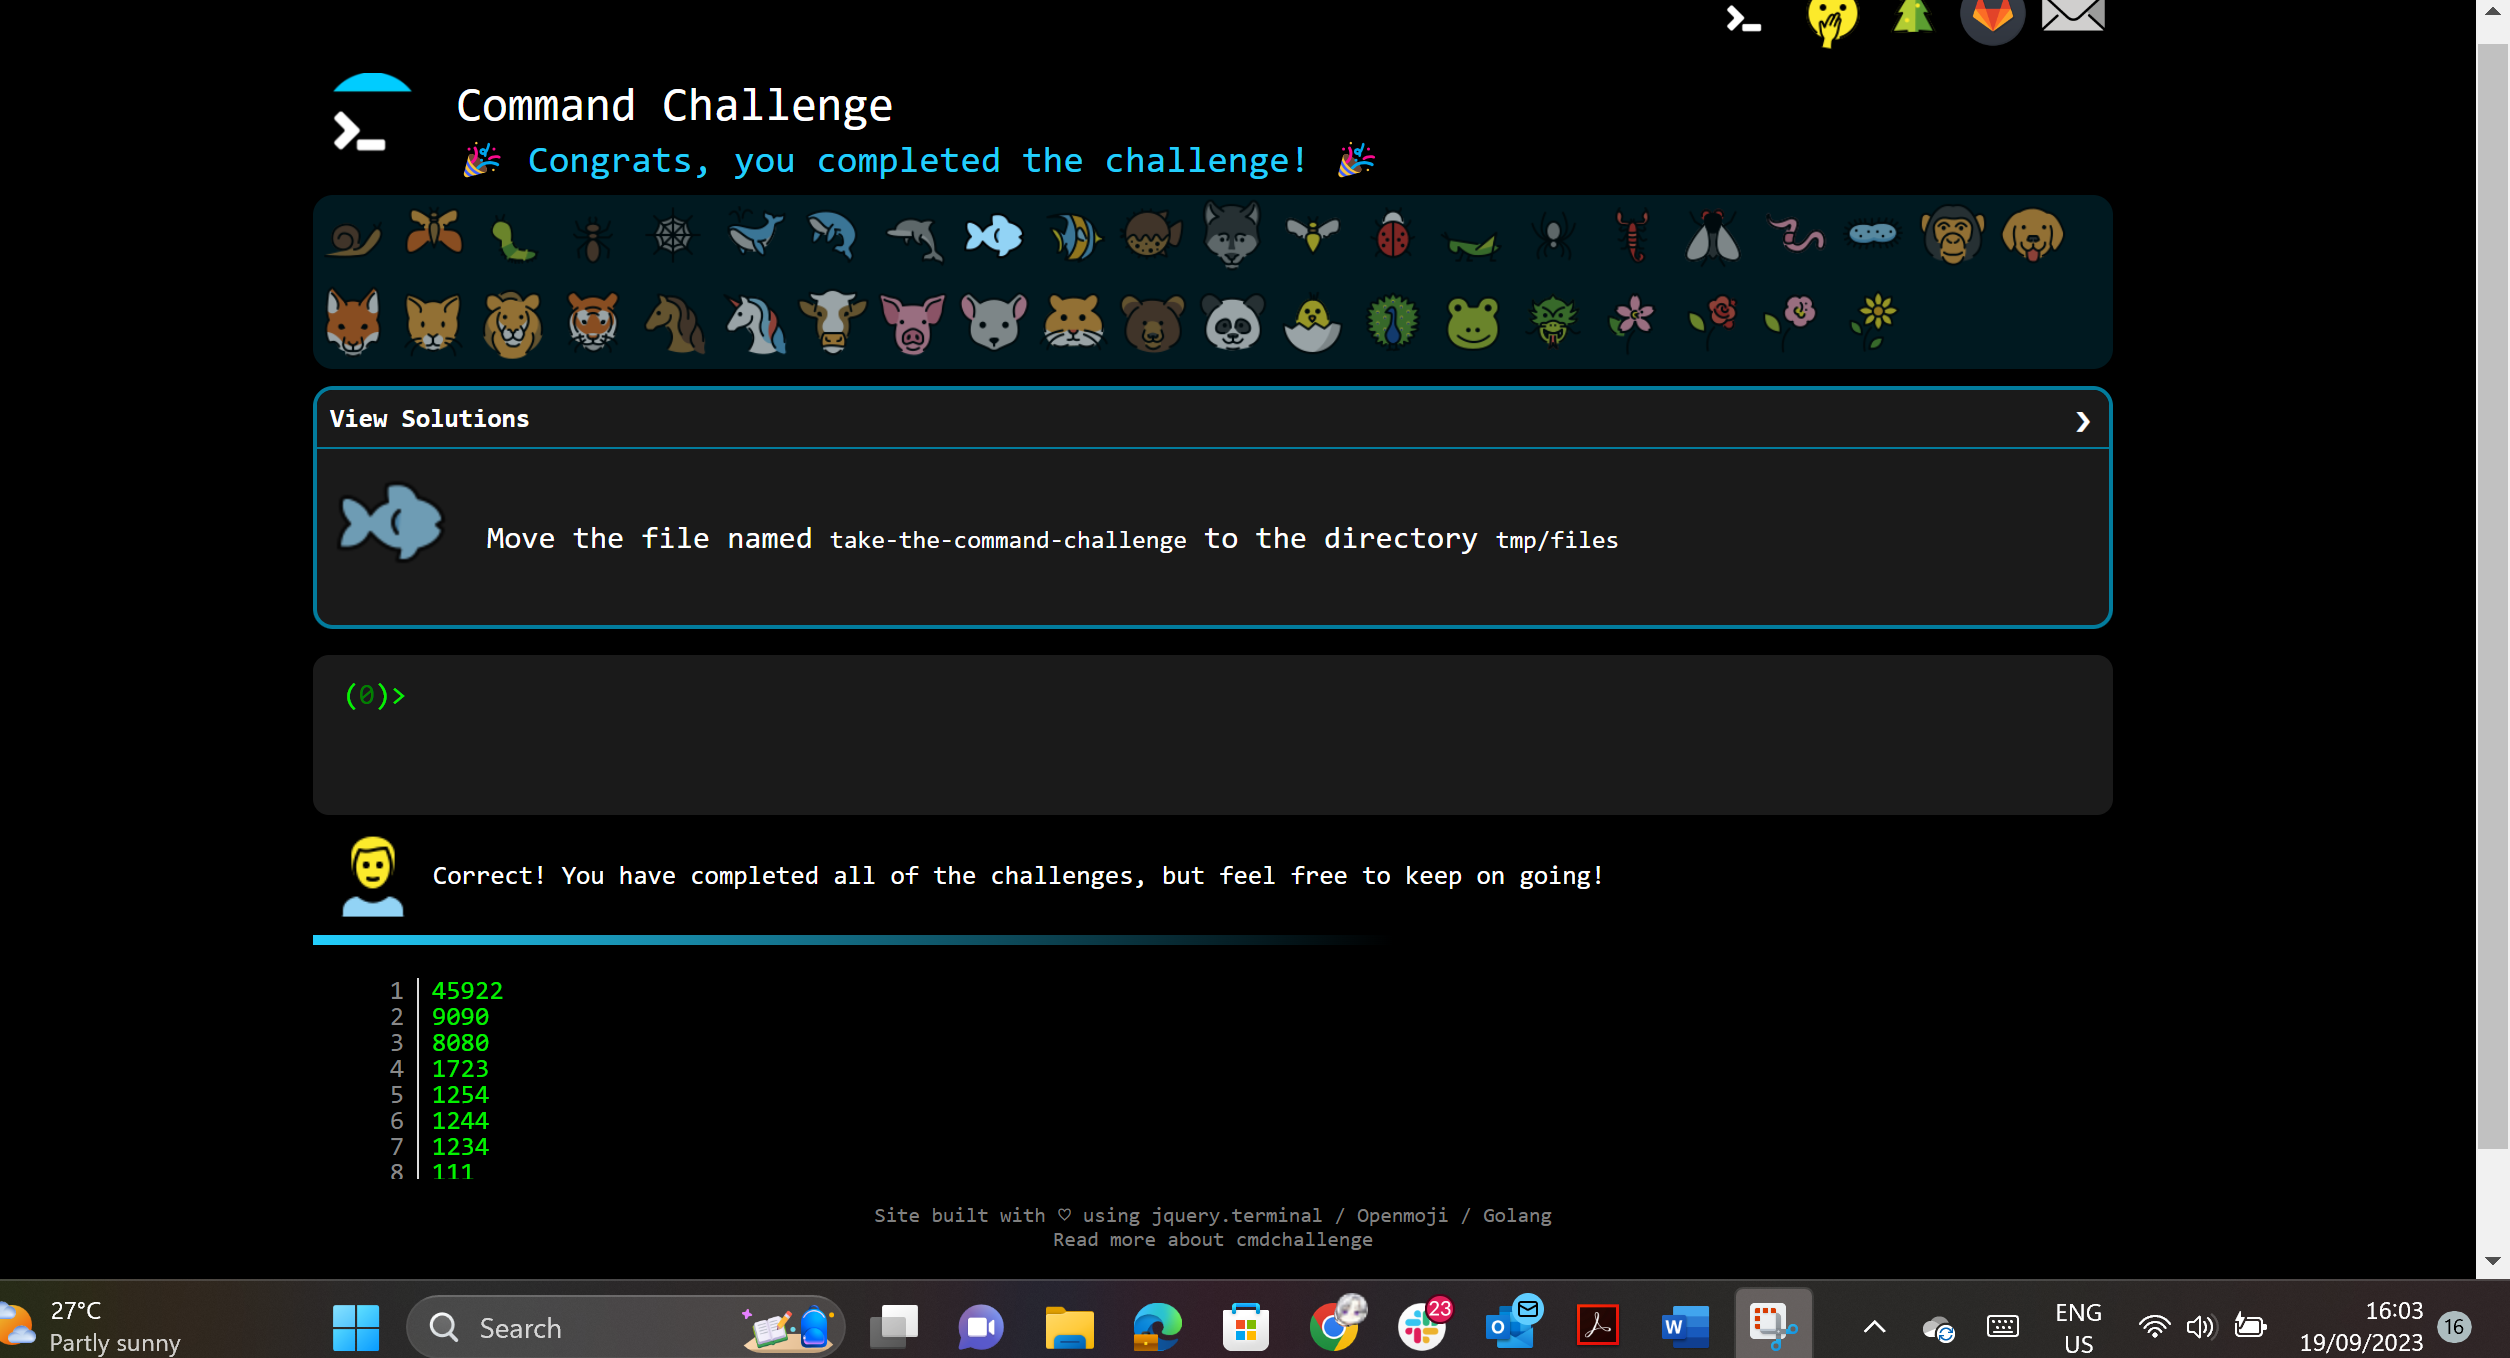 Command Challenge
Congrats, you completed the challenge!
View Solutions
Move the file named take-the-command-challenge to the directory tmp/files
(0)>
Correct! You have completed all of the challenges, but feel free to keep on going!
1 45922
2 9090
3 8080
4 1723
5 1254
6 1244
7 1234
8 111
Site built with ♡ using jquery.terminal / Openmoji / Golang
Read more about cmdchallenge
27°C
Partly sunny
Search
23
ENG
US
16:03
19/09/2023
16